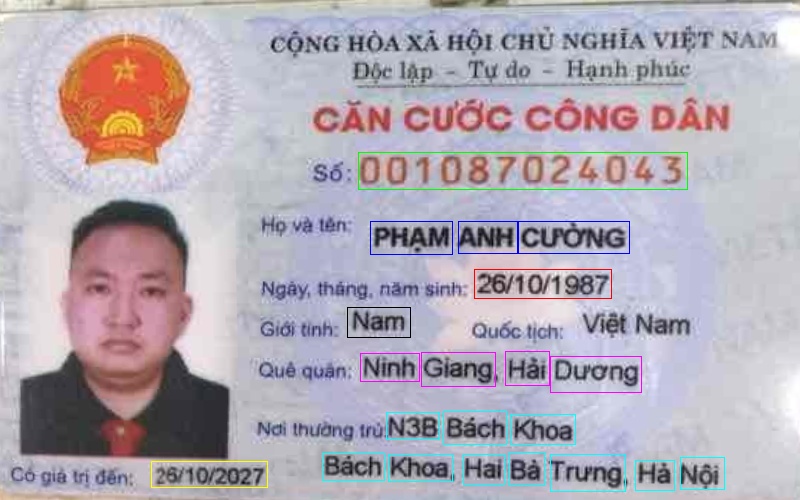 CỘNG HÒA XÃ HỘI CHỦ NGHĨA VIỆT NAM
Độc lập - Tự do - Hạnh phúc
CĂN CƯỚC CÔNG DÂN
Số: 001087024043
Họ và tên: PHẠM ANH CƯỜNG
Ngày, tháng, năm sinh: 26/10/1987
Giới tính: Nam Quốc tịch: Việt Nam
Quê quán: Ninh Giang, Hải Dương
Nơi thường trú: N3B Bách Khoa
Bách Khoa, Hai Bà Trưng, Hà Nội
Có giá trị đến: 26/10/2027